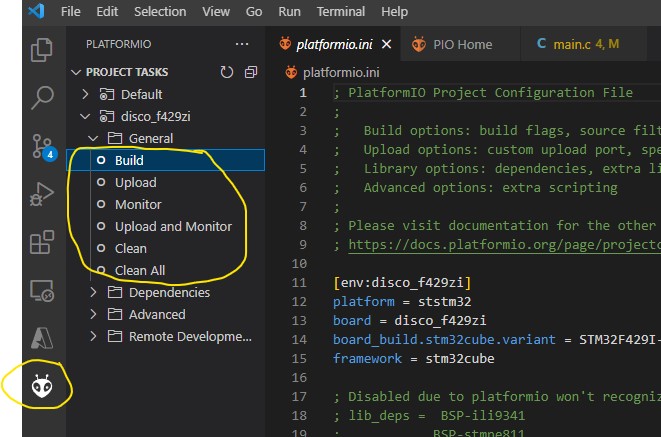 File Edit Selection View Go Run Terminal Help
PLATFORMIO ...
platformio.ini PIO Home main.c 4, M
PROJECT TASKS
platformio.ini
Default
disco_f429zi
General
Build
Upload
Monitor
Upload and Monitor
Clean
Clean All
Dependencies
Advanced
Remote Developme...
4
1 ; PlatformIO Project Configuration File
2 ;
3 ;   Build options: build flags, source filt
4 ;   Upload options: custom upload port, spe
5 ;   Library options: dependencies, extra li
6 ;   Advanced options: extra scripting
7 ;
8 ; Please visit documentation for the other
9 ; https://docs.platformio.org/page/projectc
10
11 [env:disco_f429zi]
12 platform = ststm32
13 board = disco_f429zi
14 board_build.stm32cube.variant = STM32F429I-
15 framework = stm32cube
16
17 ; Disabled due to platformio won't recogniz
18 ; lib_deps =  BSP-ili9341
19 ;             BSP-stmpe811